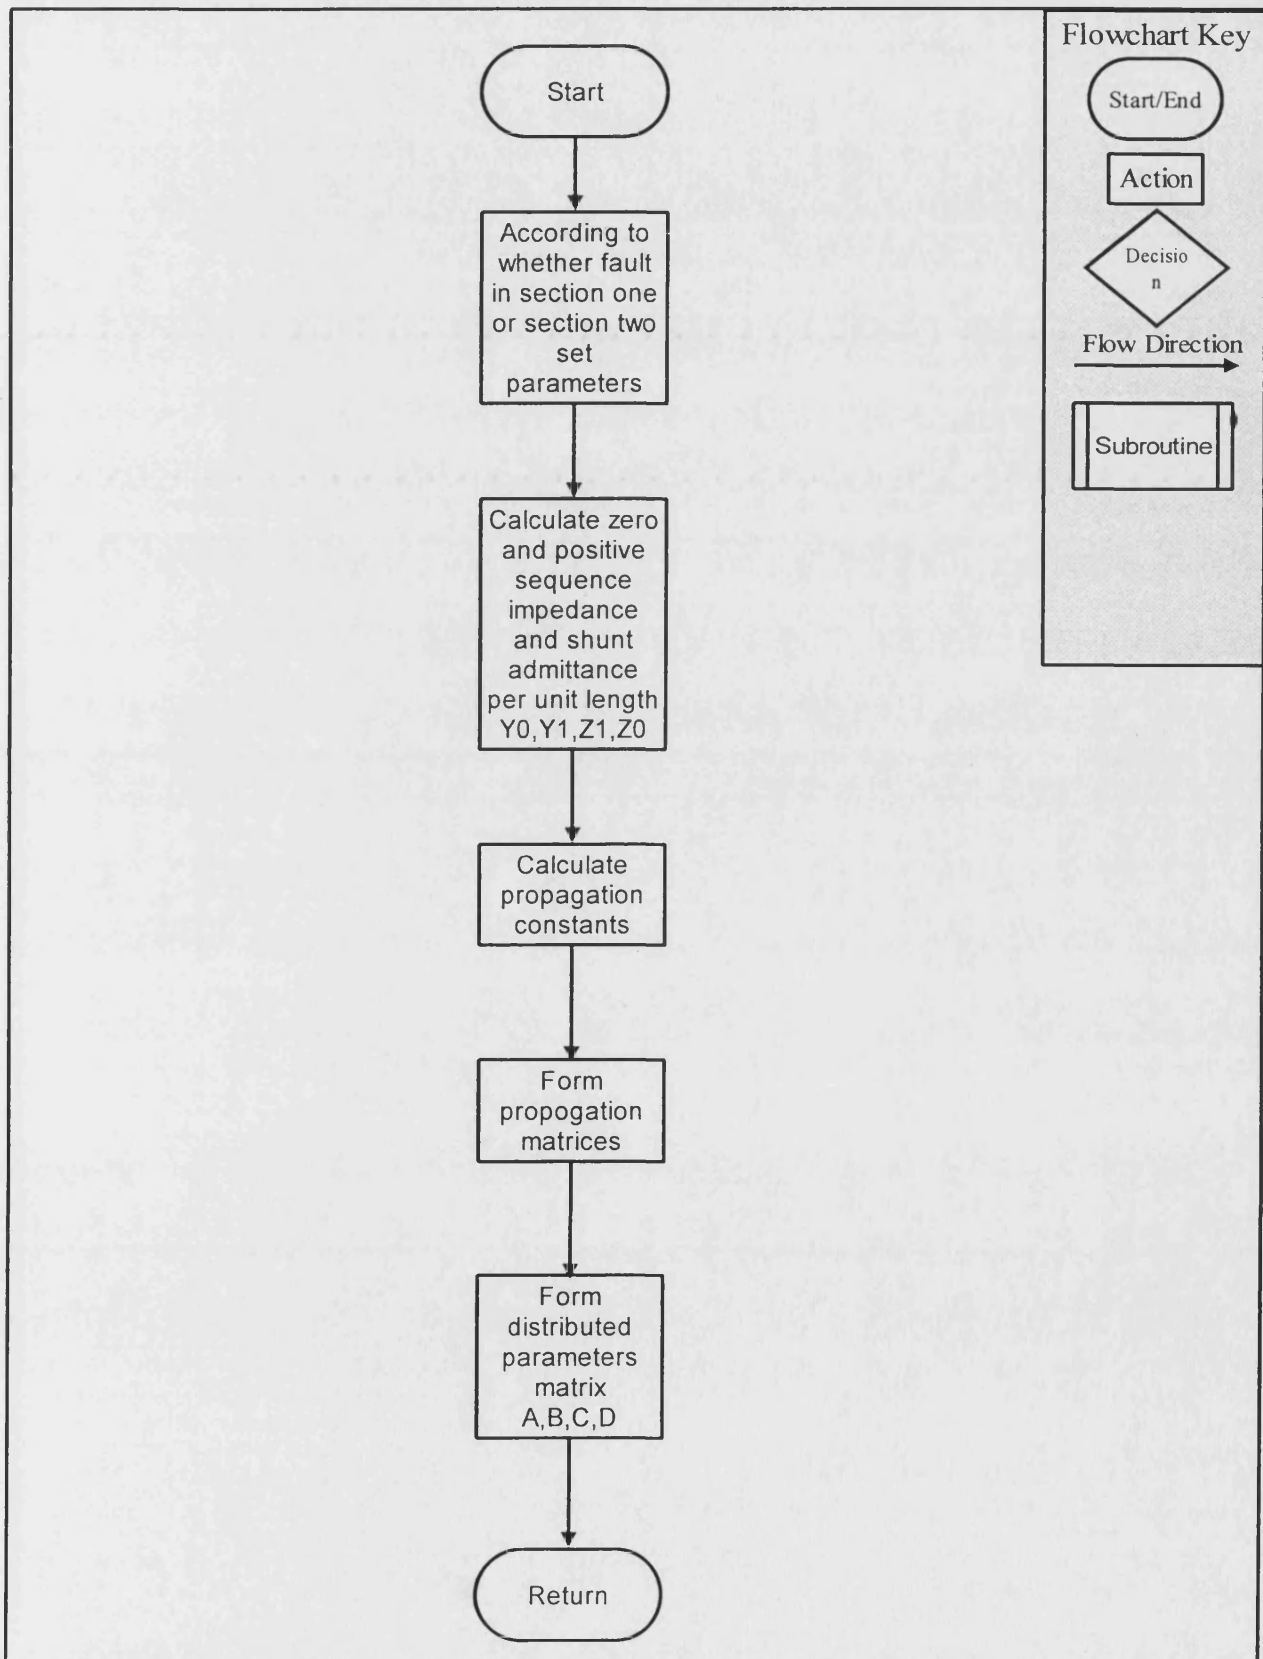 Start
According to
whether fault
in section one
or section two
set
parameters
Calculate zero
and positive
sequence
impedance
and shunt
admittance
per unit length
Y0,Y1,Z1,Z0
Calculate
propagation
constants
Form
propogation
matrices
Form
distributed
parameters
matrix
A,B,C,D
Return
Flowchart Key
Start/End
Action
Decisio
n
Flow Direction
Subroutine